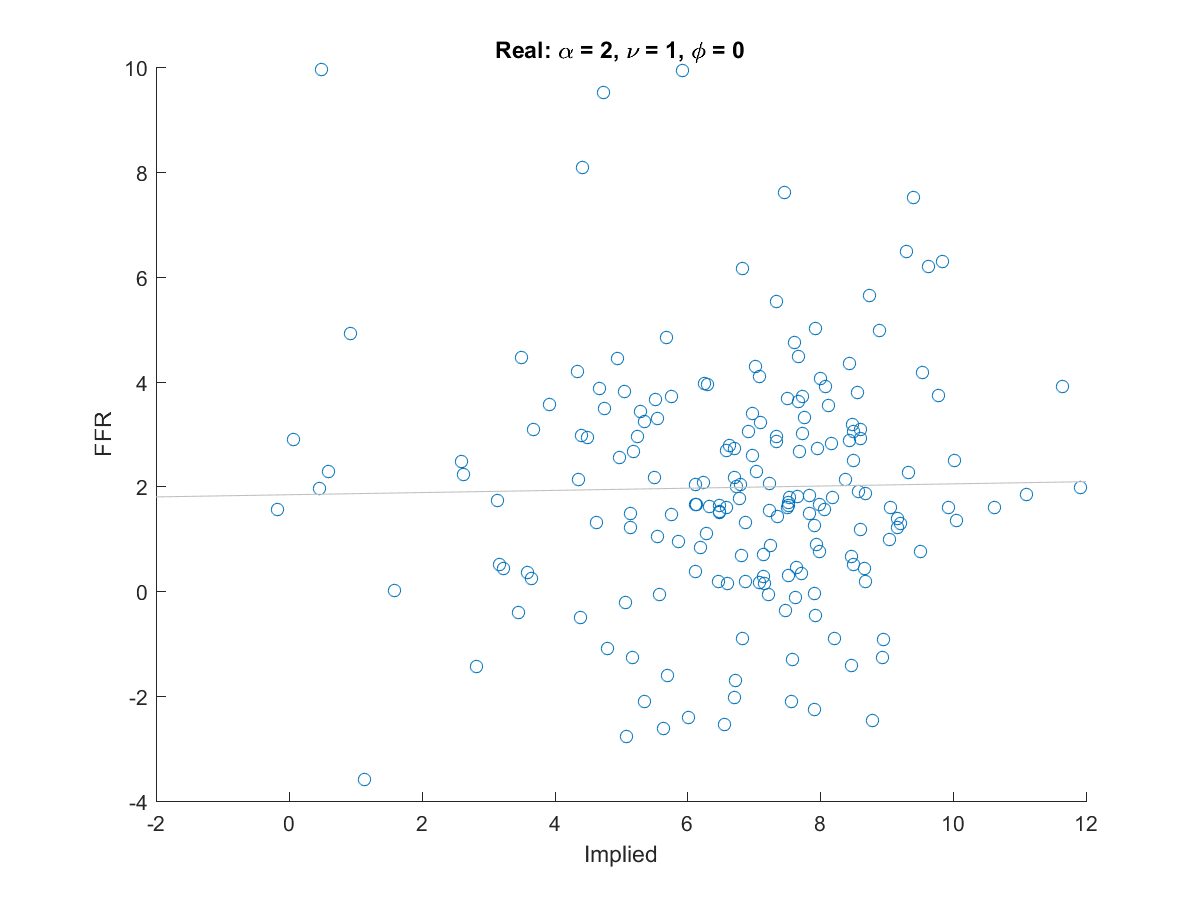 Real: α = 2, ν = 1, ϕ = 0
10
8
6
4
2
0
-2
-4
FFR
-2 0 2 4 6 8 10 12
Implied